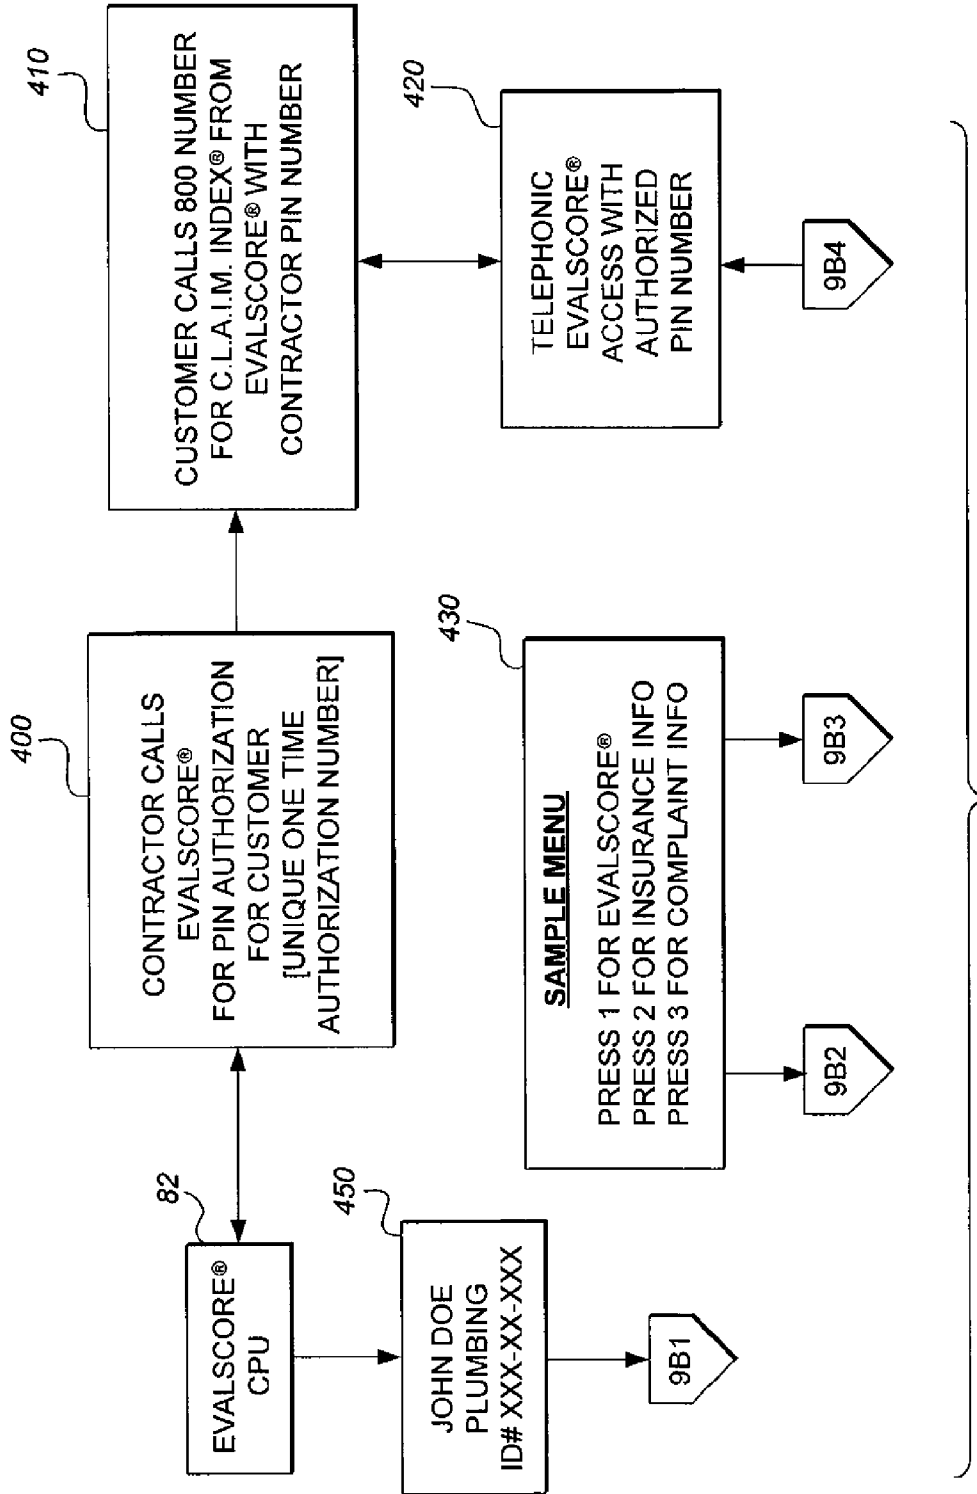 82
EVALSCORE®
CPU
450
JOHN DOE
PLUMBING
ID# XXX-XX-XXX
9B1
400
CONTRACTOR CALLS
EVALSCORE®
FOR PIN AUTHORIZATION
FOR CUSTOMER
[UNIQUE ONE TIME
AUTHORIZATION NUMBER]
430
SAMPLE MENU
PRESS 1 FOR EVALSCORE®
PRESS 2 FOR INSURANCE INFO
PRESS 3 FOR COMPLAINT INFO
9B2
9B3
410
CUSTOMER CALLS 800 NUMBER
FOR C.L.A.I.M. INDEX® FROM
EVALSCORE® WITH
CONTRACTOR PIN NUMBER
420
TELEPHONIC
EVALSCORE®
ACCESS WITH
AUTHORIZED
PIN NUMBER
9B4